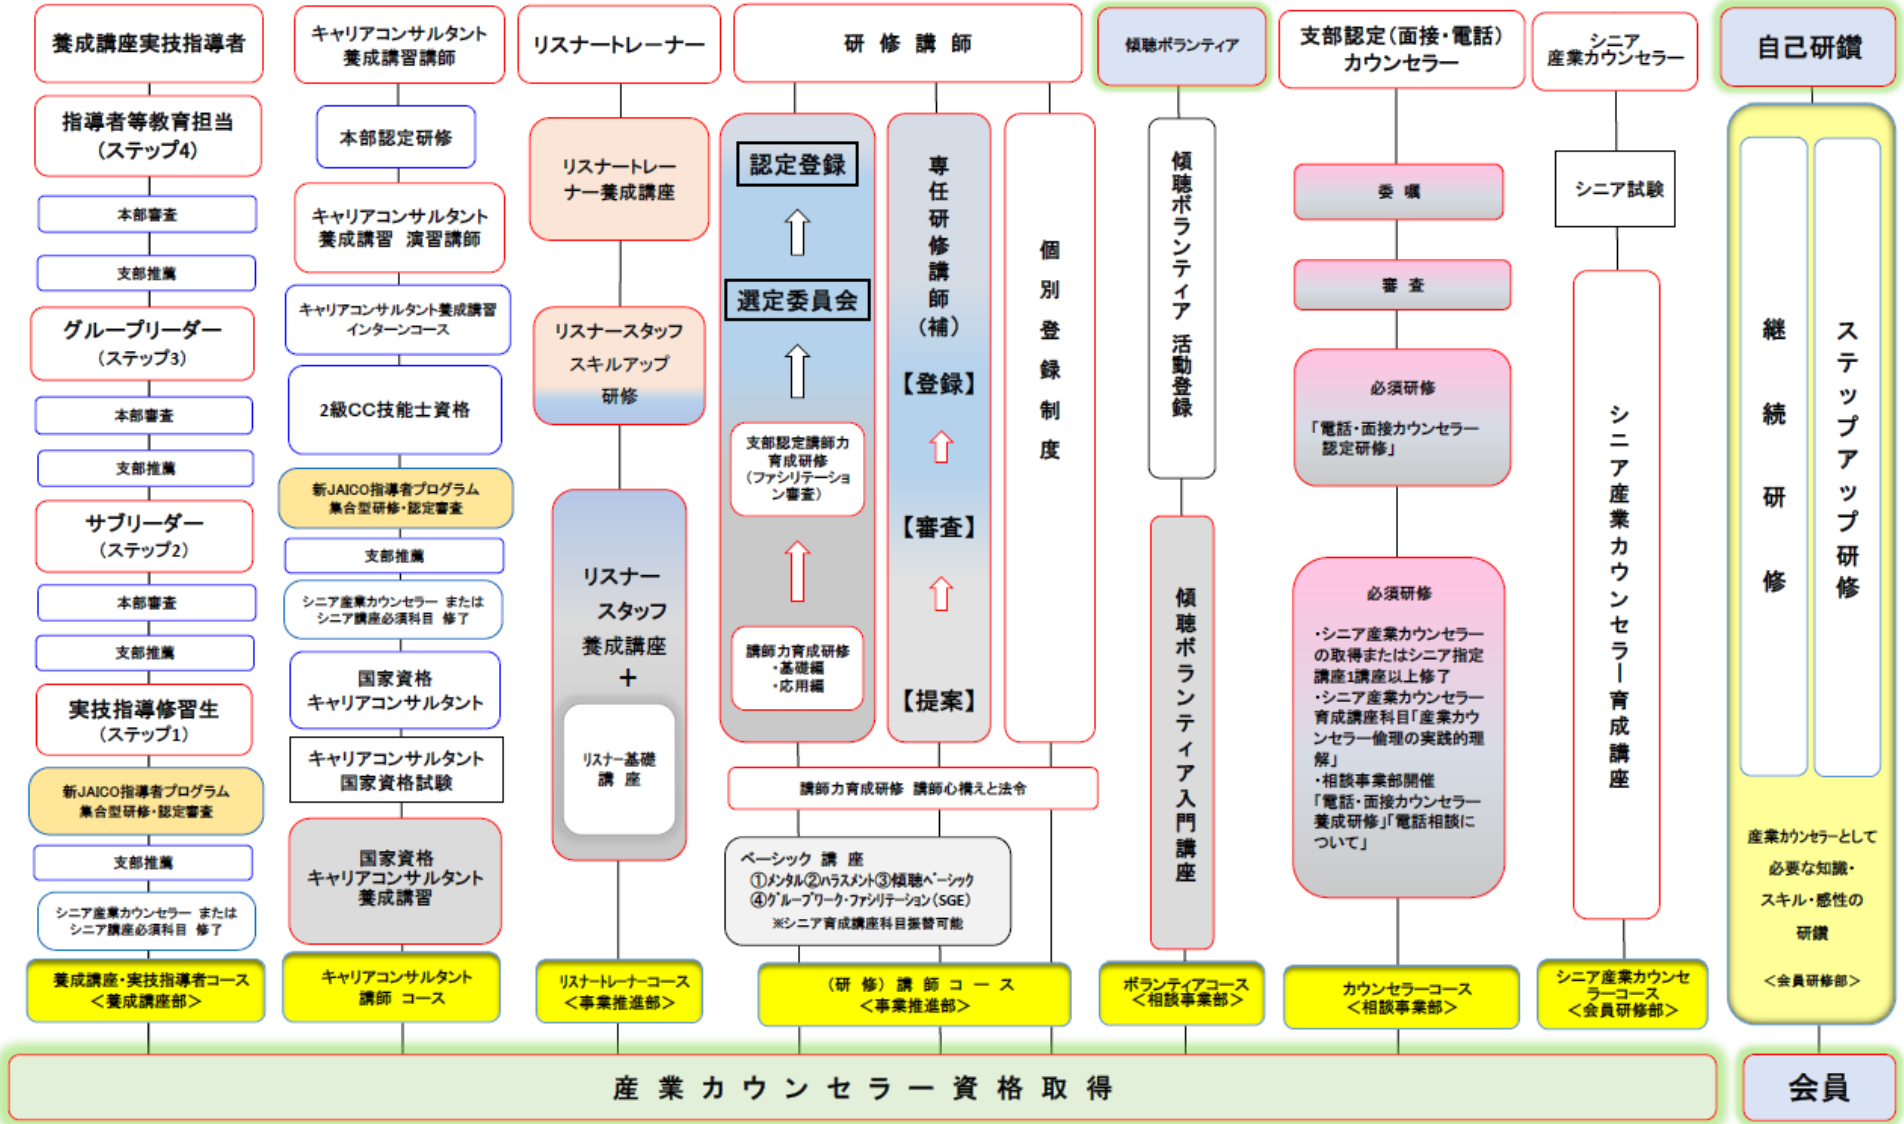 養成講座実技指導者
指導者等教育担当
(ステップ4)
本部審査
支部推薦
グループリーダー
(ステップ3)
本部審査
支部推薦
サブリーダー
(ステップ2)
本部審査
支部推薦
実技指導修習生
(ステップ1)
新JAICO指導者プログラム
集合型研修・認定審査
支部推薦
シニア産業カウンセラー または
シニア講座必須科目 修了
養成講座・実技指導者コース
＜養成講座部＞
キャリアコンサルタント
養成講習講師
本部認定研修
キャリアコンサルタント
養成講習 演習講師
キャリアコンサルタント養成講習
インターンコース
2級CC技能士資格
新JAICO指導者プログラム
集合型研修・認定審査
支部推薦
シニア産業カウンセラー または
シニア講座必須科目 修了
国家資格
キャリアコンサルタント
キャリアコンサルタント
国家資格試験
国家資格
キャリアコンサルタント
養成講習
キャリアコンサルタント
講師 コース
リスナートレーナー
リスナートレー
ナー養成講座
リスナースタッフ
スキルアップ
研修
リスナー
スタッフ
養成講座
＋
リスナー基礎
講 座
リスナートレーナーコース
＜事業推進部＞
研 修 講 師
認定登録
選定委員会
支部認定講師力
育成研修
(ファシリテーショ
ン審査)
講師力育成研修
・基礎編
・応用編
専任研修講師(補)
【登録】
【審査】
【提案】
個別登録制度
講師力育成研修 講師心構えと法令
ベーシック 講 座
①メンタル②ハラスメント③傾聴ベーシック
④グループワーク・ファシリテーション(SGE)
※シニア育成講座科目振替可能
(研 修) 講 師 コ ー ス
＜事業推進部＞
傾聴ボランティア
傾聴ボランティア 活動登録
傾聴ボランティア入門講座
ボランティアコース
＜相談事業部＞
支部認定(面接・電話)
カウンセラー
委 嘱
審 査
必須研修
「電話・面接カウンセラー
認定研修」
必須研修
・シニア産業カウンセラー
の取得またはシニア指定
講座1講座以上修了
・シニア産業カウンセラー
育成講座科目「産業カウ
ンセラー倫理の実践的理
解」
・相談事業部開催
「電話・面接カウンセラー
養成研修」「電話相談に
ついて」
カウンセラーコース
＜相談事業部＞
シニア
産業カウンセラー
シニア試験
シニア産業カウンセラー育成講座
シニア産業カウンセ
ラーコース
＜会員研修部＞
自己研鑽
継続研修
ステップアップ研修
産業カウンセラーとして
必要な知識・
スキル・感性の
研鑽
＜会員研修部＞
産 業 カ ウ ン セ ラ ー 資 格 取 得
会員